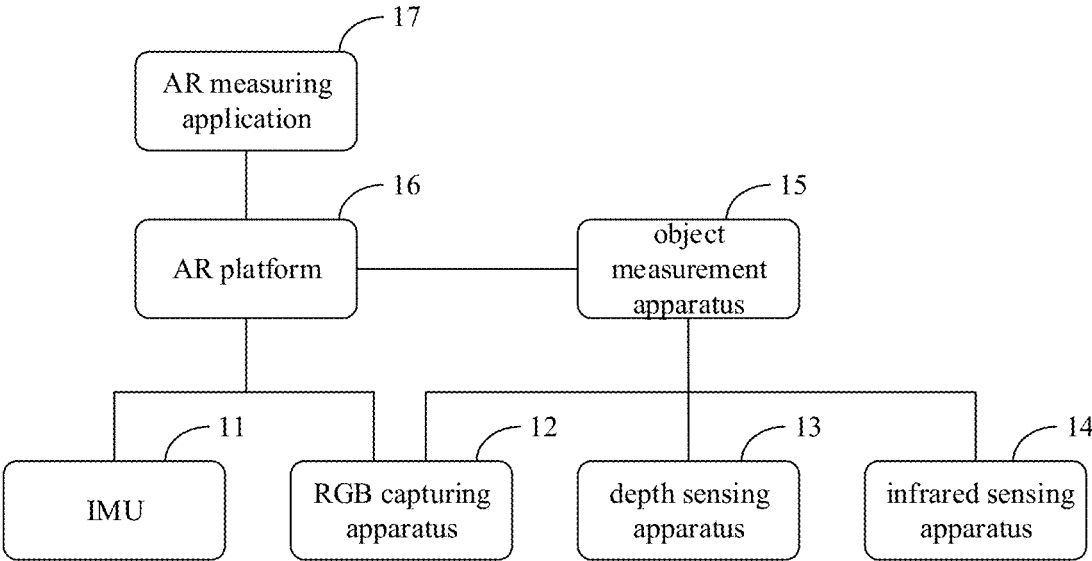 17
AR measuring
application
16
AR platform
15
object
measurement
apparatus
11
IMU
12
RGB capturing
apparatus
13
depth sensing
apparatus
14
infrared sensing
apparatus